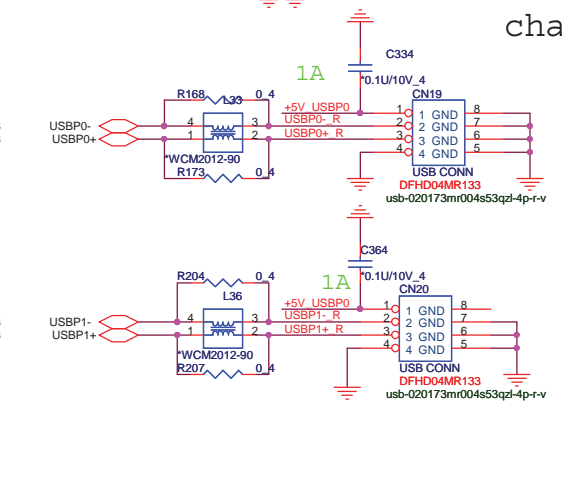 cha
C334
1A
*0.1U/10V_4
R168 0_4
L33
CN19
+5V_USBP0
USBP0- 4 3 USBP0-_R 1 1 GND 8
USBP0+ 1 2 USBP0+_R 2 2 GND 7
3 3 GND 6
4 4 GND 5
*WCM2012-90
R173 0_4
USB CONN
DFHD04MR133
usb-020173mr004s53qzl-4p-r-v
C364
1A
*0.1U/10V_4
R204 0_4
L36
CN20
+5V_USBP0
USBP1- 4 3 USBP1-_R 1 1 GND 8
USBP1+ 1 2 USBP1+_R 2 2 GND 7
3 3 GND 6
4 4 GND 5
*WCM2012-90
R207 0_4
USB CONN
DFHD04MR133
usb-020173mr004s53qzl-4p-r-v